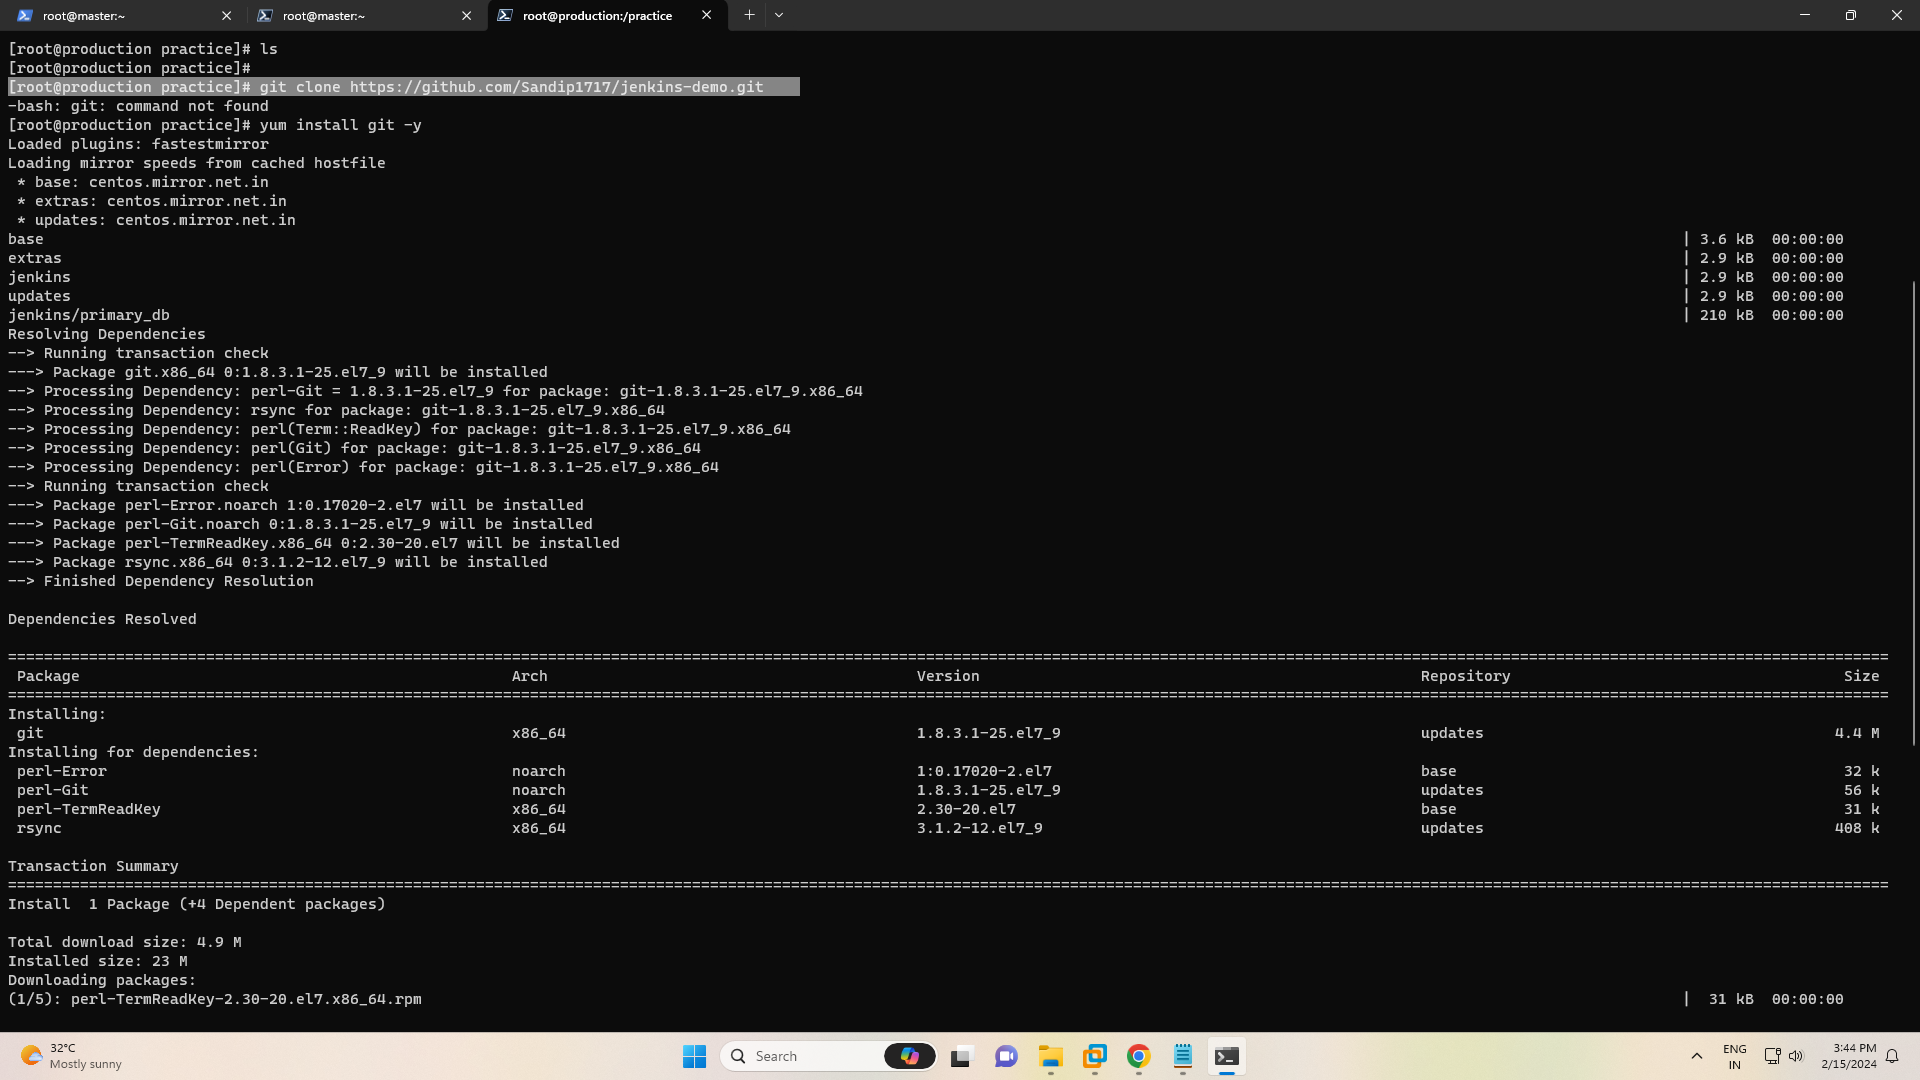 root@master:~
root@master:~
root@production:/practice
[root@production practice]# ls
[root@production practice]#
[root@production practice]# git clone https://github.com/Sandip1717/jenkins-demo.git
-bash: git: command not found
[root@production practice]# yum install git -y
Loaded plugins: fastestmirror
Loading mirror speeds from cached hostfile
 * base: centos.mirror.net.in
 * extras: centos.mirror.net.in
 * updates: centos.mirror.net.in
base | 3.6 kB 00:00:00
extras | 2.9 kB 00:00:00
jenkins | 2.9 kB 00:00:00
updates | 2.9 kB 00:00:00
jenkins/primary_db | 210 kB 00:00:00
Resolving Dependencies
--> Running transaction check
---> Package git.x86_64 0:1.8.3.1-25.el7_9 will be installed
--> Processing Dependency: perl-Git = 1.8.3.1-25.el7_9 for package: git-1.8.3.1-25.el7_9.x86_64
--> Processing Dependency: rsync for package: git-1.8.3.1-25.el7_9.x86_64
--> Processing Dependency: perl(Term::ReadKey) for package: git-1.8.3.1-25.el7_9.x86_64
--> Processing Dependency: perl(Git) for package: git-1.8.3.1-25.el7_9.x86_64
--> Processing Dependency: perl(Error) for package: git-1.8.3.1-25.el7_9.x86_64
--> Running transaction check
---> Package perl-Error.noarch 1:0.17020-2.el7 will be installed
---> Package perl-Git.noarch 0:1.8.3.1-25.el7_9 will be installed
---> Package perl-TermReadKey.x86_64 0:2.30-20.el7 will be installed
---> Package rsync.x86_64 0:3.1.2-12.el7_9 will be installed
--> Finished Dependency Resolution
Dependencies Resolved
Package Arch Version Repository Size
Installing:
git x86_64 1.8.3.1-25.el7_9 updates 4.4 M
Installing for dependencies:
perl-Error noarch 1:0.17020-2.el7 base 32 k
perl-Git noarch 1.8.3.1-25.el7_9 updates 56 k
perl-TermReadKey x86_64 2.30-20.el7 base 31 k
rsync x86_64 3.1.2-12.el7_9 updates 408 k
Transaction Summary
Install 1 Package (+4 Dependent packages)
Total download size: 4.9 M
Installed size: 23 M
Downloading packages:
(1/5): perl-TermReadKey-2.30-20.el7.x86_64.rpm | 31 kB 00:00:00
32°C
Mostly sunny
Search
ENG
IN
3:44 PM
2/15/2024